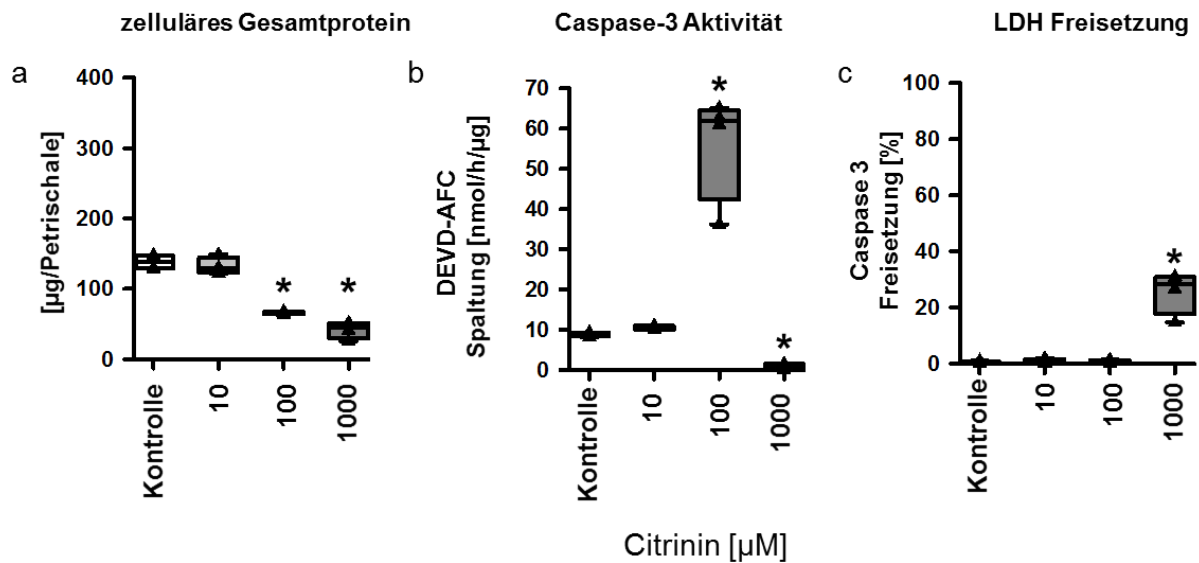 zelluläres Gesamtprotein
Caspase-3 Aktivität
LDH Freisetzung
a
[µg/Petrischale]
400
300
200
100
0
*
*
Kontrolle
10
100
1000
b
DEVD-AFC
Spaltung [nmol/h/µg]
70
60
50
40
30
20
10
0
*
*
Kontrolle
10
100
1000
c
Caspase 3
Freisetzung [%]
100
80
60
40
20
0
*
Kontrolle
10
100
1000
Citrinin [µM]